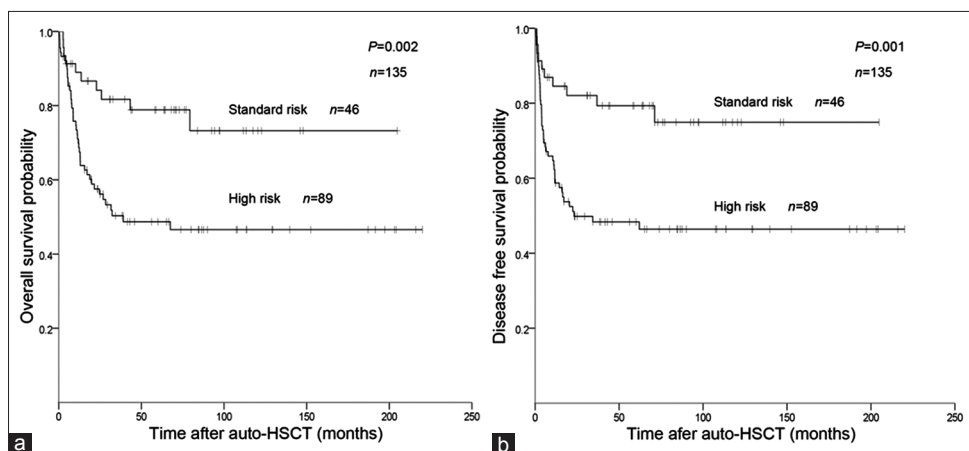 1.0
P=0.002
n=135
0.8
Standard risk n=46
0.6
High risk n=89
0.4
0.2
Overall survival probability
0 50 100 150 200 250
Time after auto-HSCT (months)
a
1.0
P=0.001
n=135
0.8
Standard risk n=46
0.6
High risk n=89
0.4
0.2
Disease free survival probability
0 50 100 150 200 250
Time afer auto-HSCT (months)
b